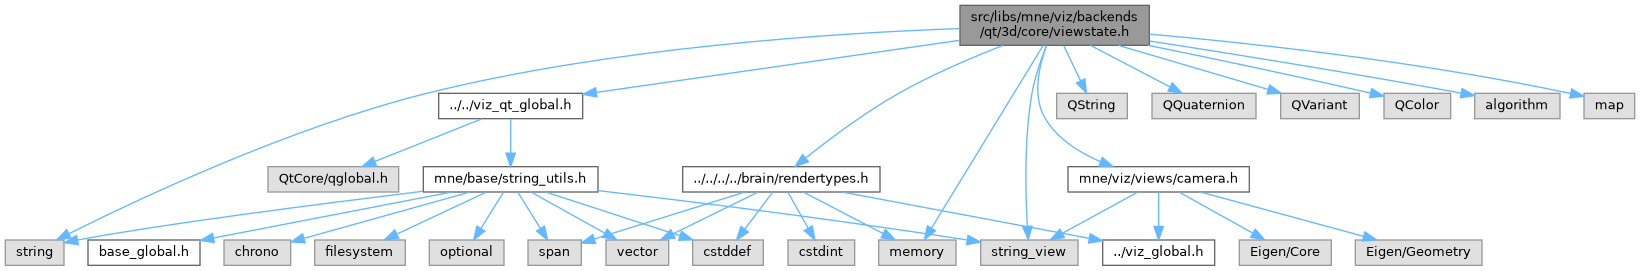 src/libs/mne/viz/backends
/qt/3d/core/viewstate.h
../../viz_qt_global.h
QString
QQuaternion
QVariant
QColor
algorithm
map
QtCore/qglobal.h
mne/base/string_utils.h
../../../../brain/rendertypes.h
mne/viz/views/camera.h
string
base_global.h
chrono
filesystem
optional
span
vector
cstddef
cstdint
memory
string_view
../viz_global.h
Eigen/Core
Eigen/Geometry